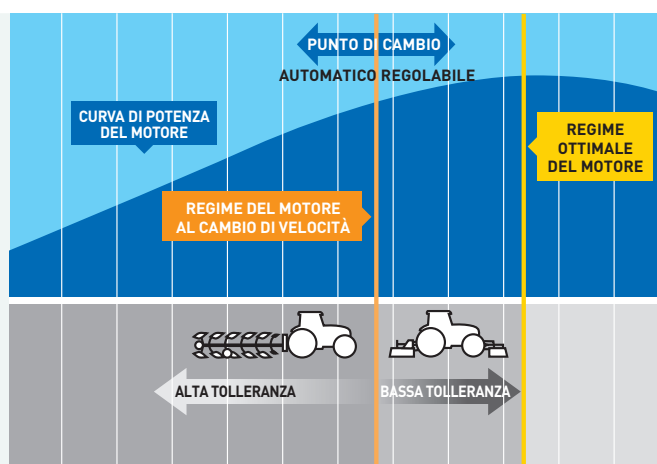 PUNTO DI CAMBIO
AUTOMATICO REGOLABILE
CURVA DI POTENZA
DEL MOTORE
REGIME
OTTIMALE
DEL MOTORE
REGIME DEL MOTORE
AL CAMBIO DI VELOCITÀ
ALTA TOLLERANZA
BASSA TOLLERANZA